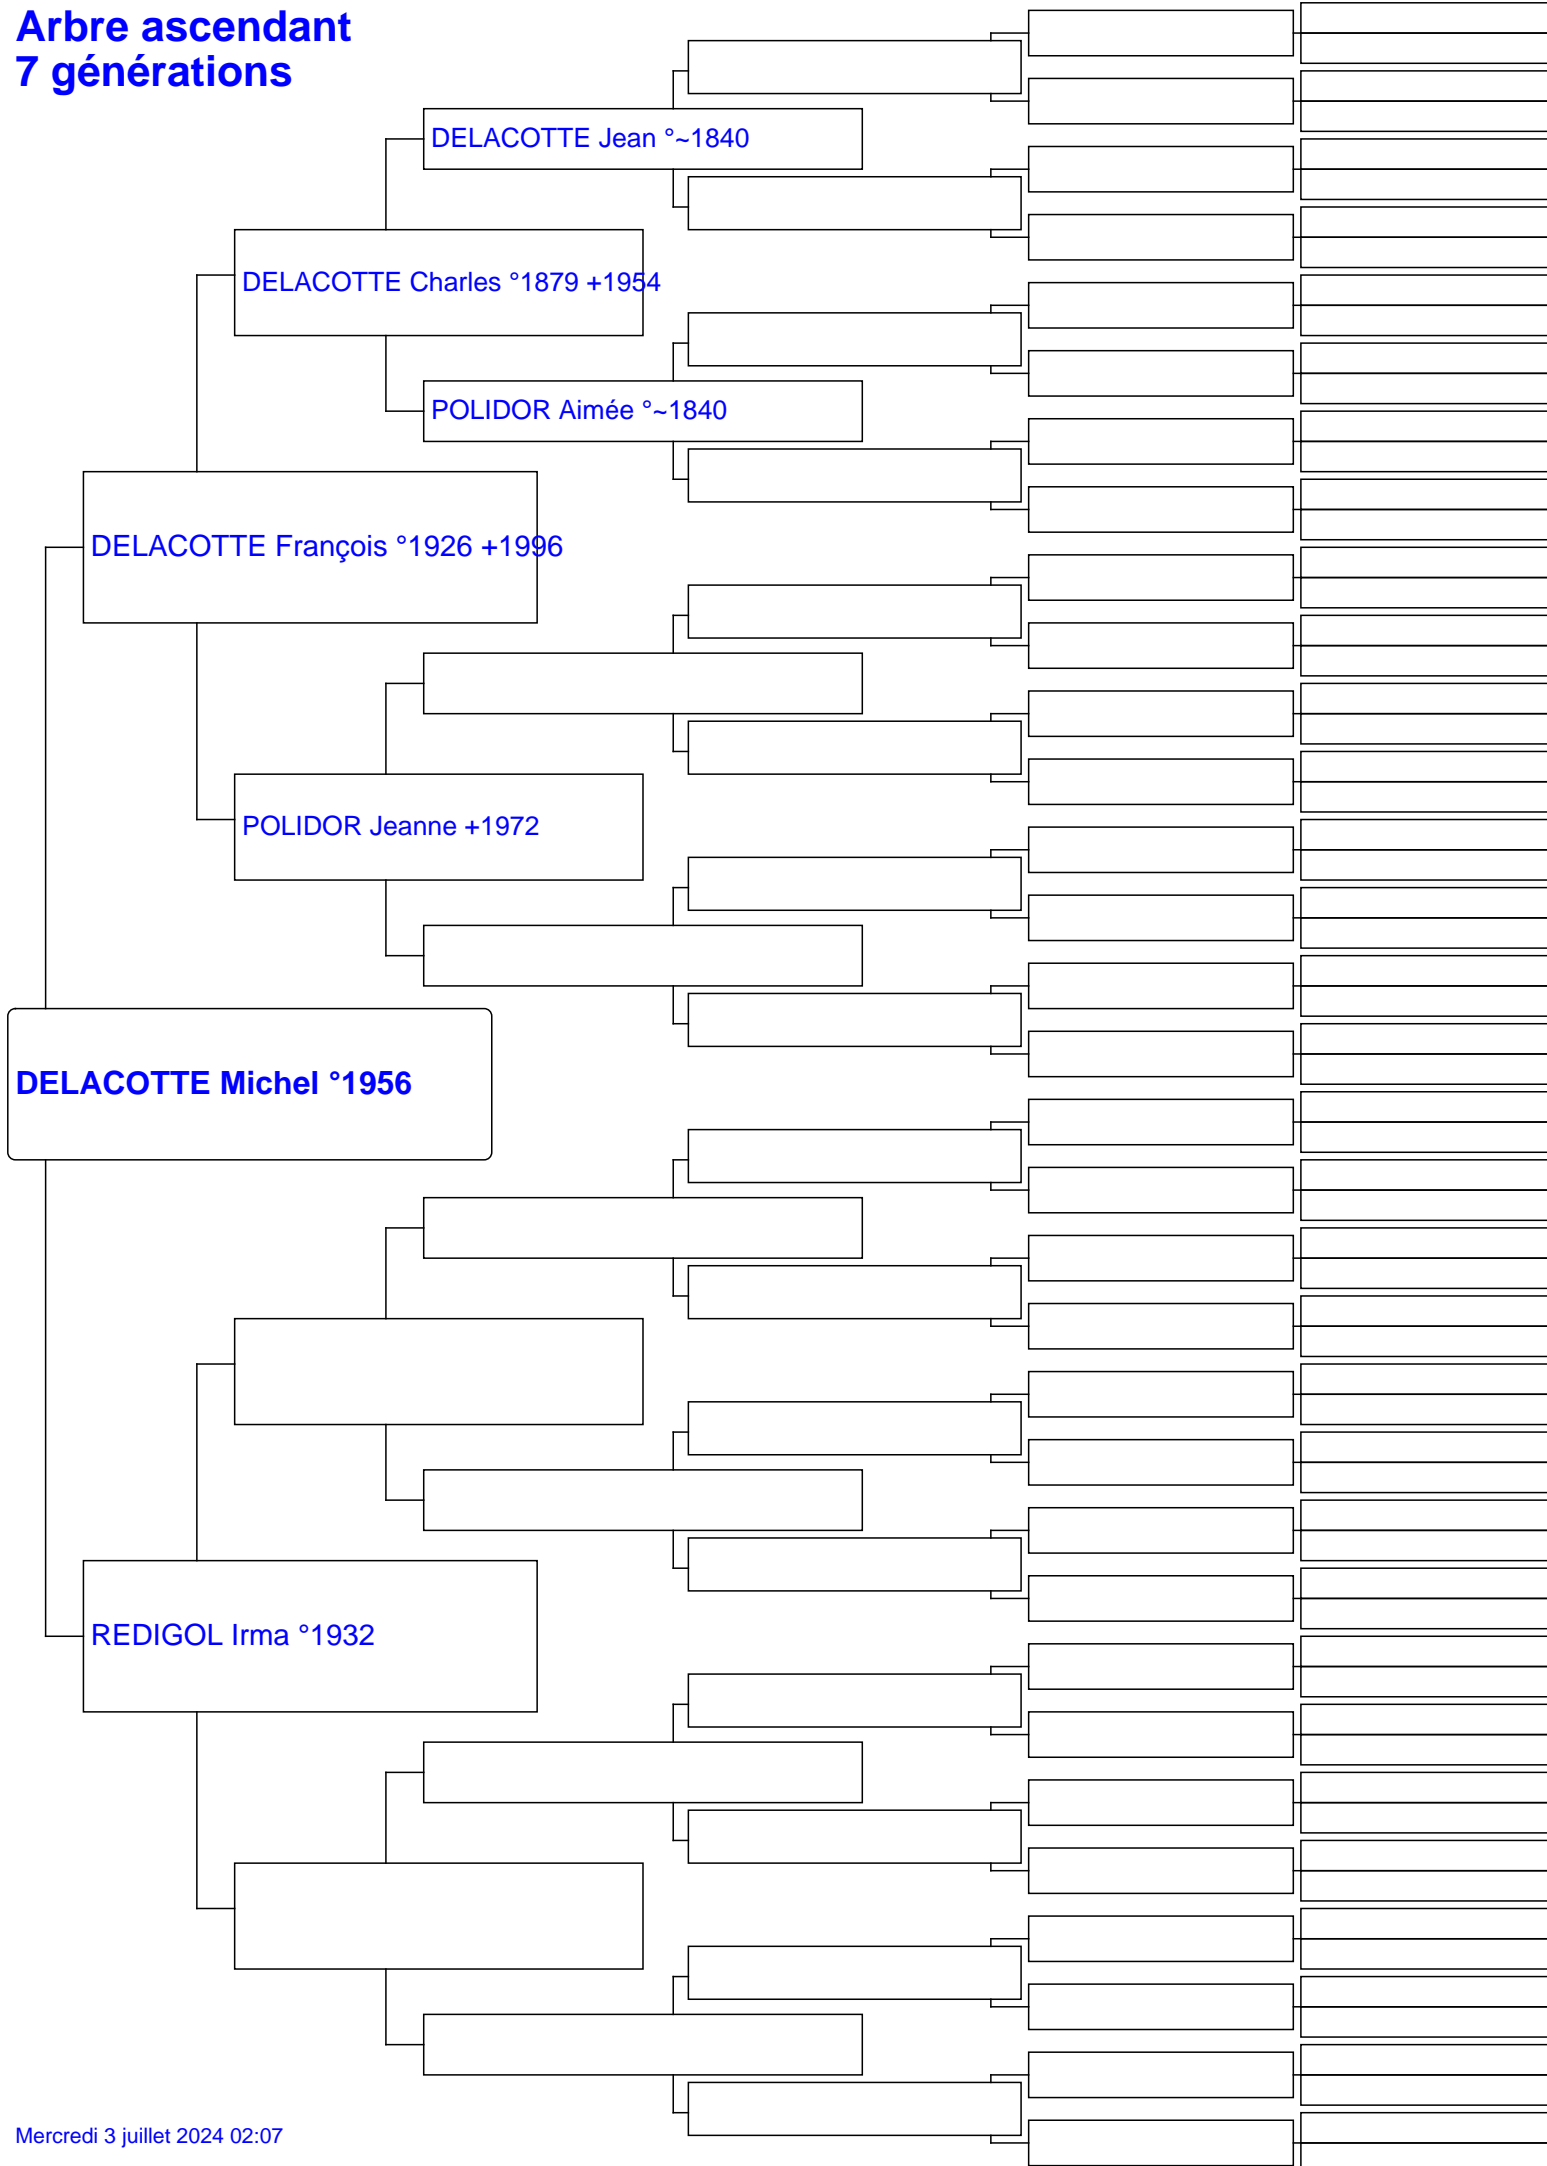 Arbre ascendant
7 générations
DELACOTTE Jean °~1840
DELACOTTE Charles °1879 +1954
POLIDOR Aimée °~1840
DELACOTTE François °1926 +1996
POLIDOR Jeanne +1972
DELACOTTE Michel °1956
REDIGOL Irma °1932
Mercredi 3 juillet 2024 02:07